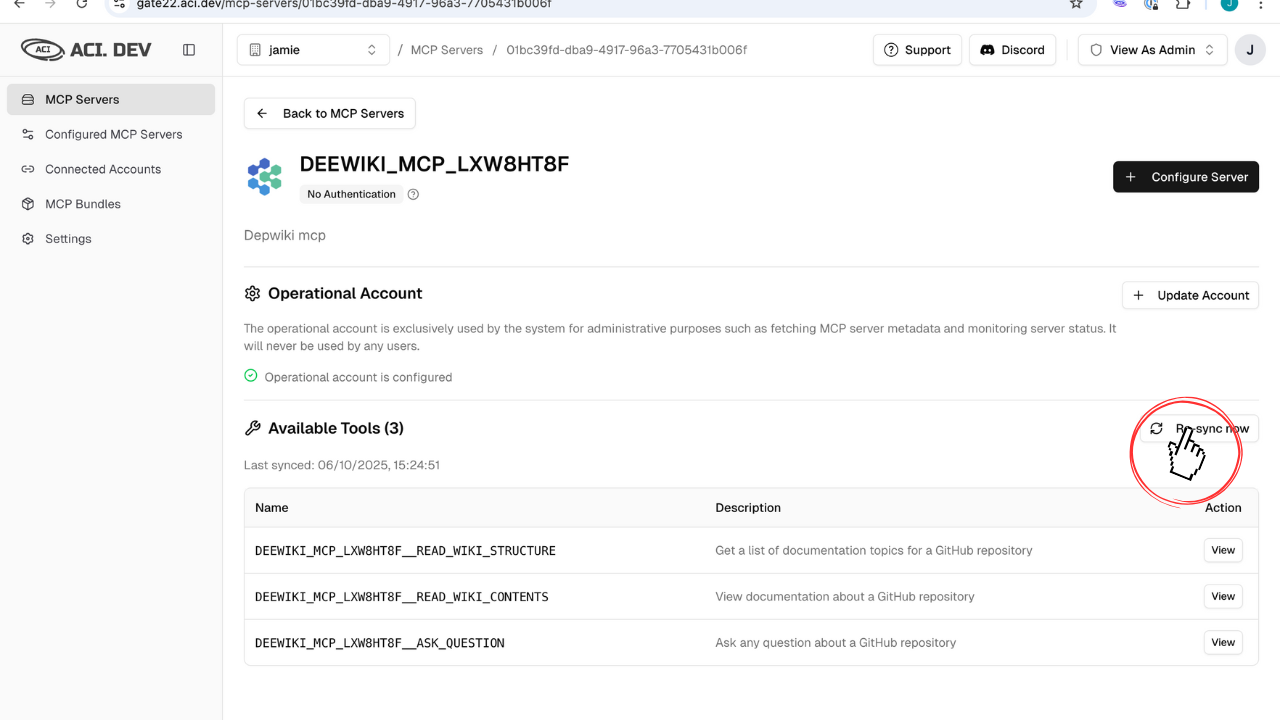 gate22.aci.dev/mcp-servers/01bc39fd-dba9-4917-96a3-7705431b006f
J
ACI ACI. DEV
jamie / MCP Servers / 01bc39fd-dba9-4917-96a3-7705431b006f
Support
Discord
View As Admin
J
MCP Servers
Configured MCP Servers
Connected Accounts
MCP Bundles
Settings
Back to MCP Servers
DEEWIKI_MCP_LXW8HT8F
No Authentication
Configure Server
Depwiki mcp
Operational Account
Update Account
The operational account is exclusively used by the system for administrative purposes such as fetching MCP server metadata and monitoring server status. It
will never be used by any users.
Operational account is configured
Available Tools (3)
Re-sync now
Last synced: 06/10/2025, 15:24:51
Name Description Action
DEEWIKI_MCP_LXW8HT8F__READ_WIKI_STRUCTURE Get a list of documentation topics for a GitHub repository View
DEEWIKI_MCP_LXW8HT8F__READ_WIKI_CONTENTS View documentation about a GitHub repository View
DEEWIKI_MCP_LXW8HT8F__ASK_QUESTION Ask any question about a GitHub repository View